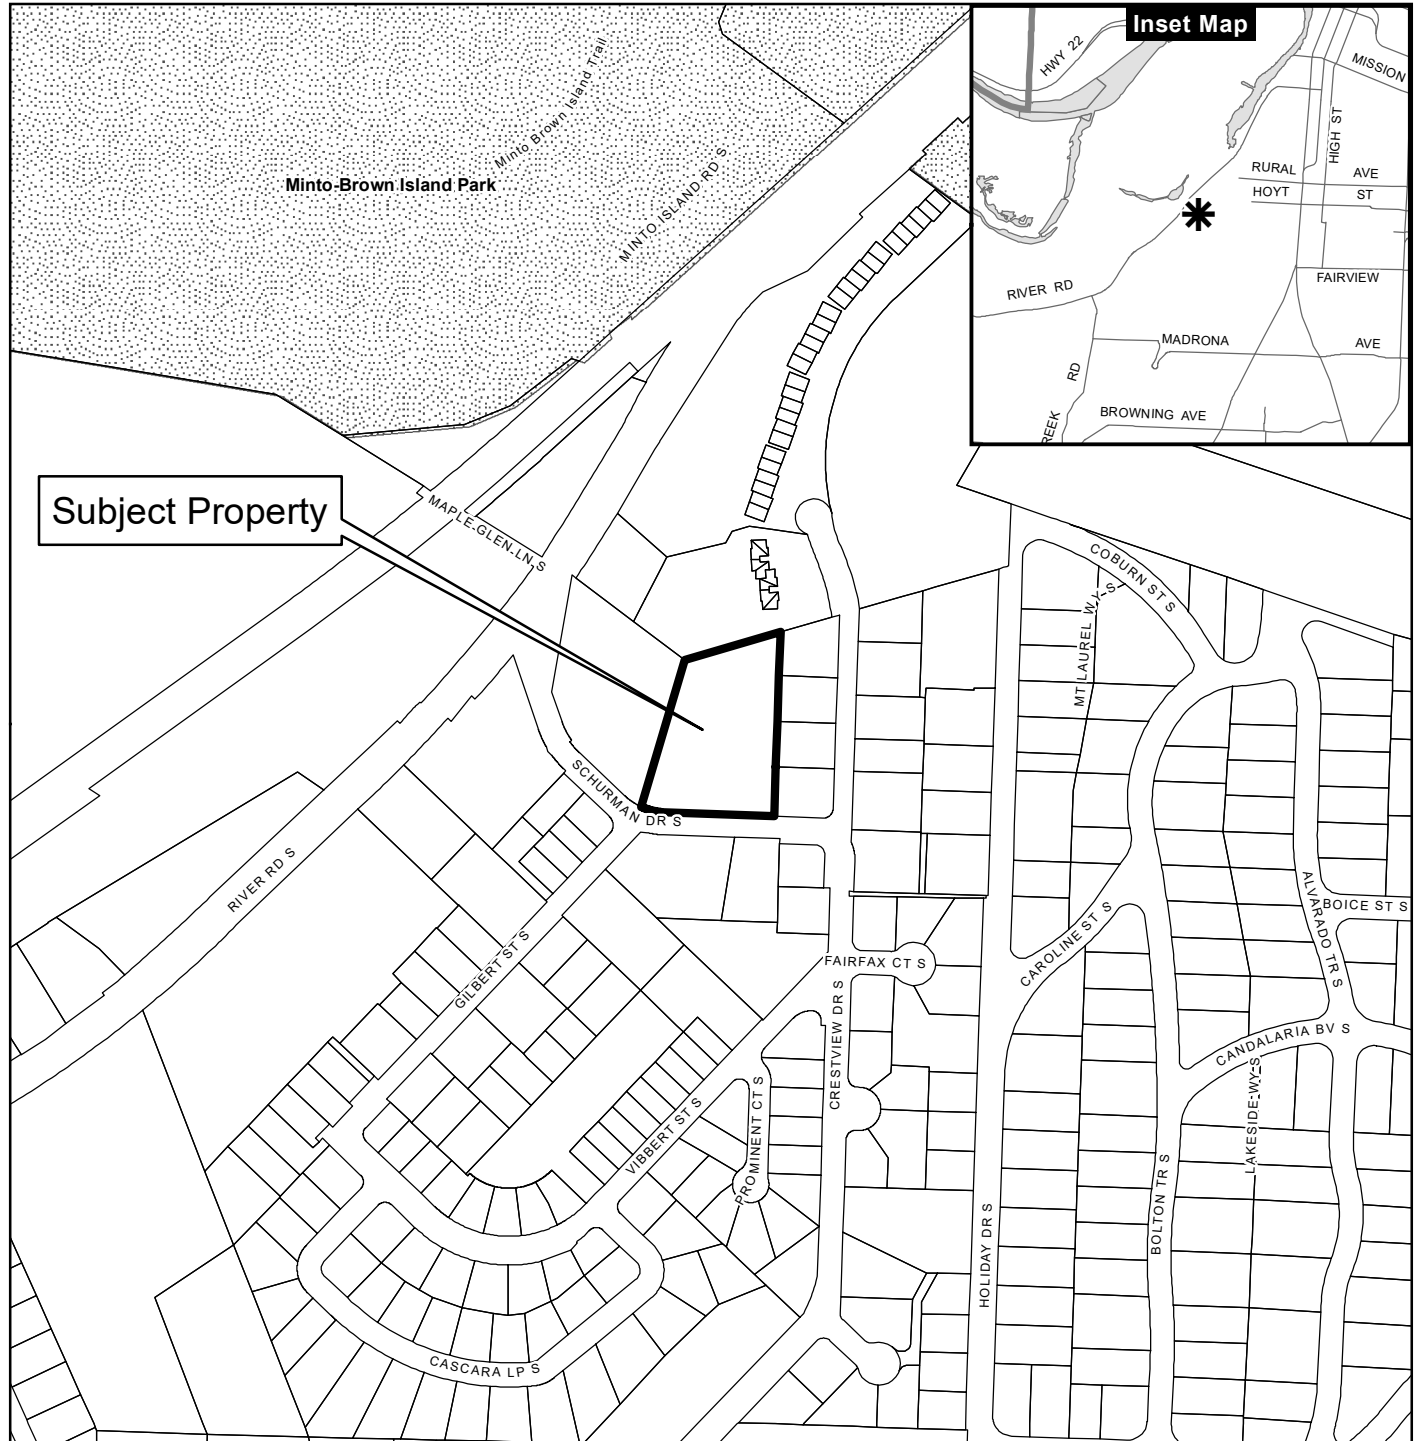 Inset Map
HWY 22
MISSION
HIGH ST
RURAL AVE
HOYT ST
FAIRVIEW
RIVER RD
MADRONA AVE
RD
REEK
BROWNING AVE
Minto Brown Island Trail
Minto-Brown Island Park
MINTO ISLAND RD S
Subject Property
MAPLE GLEN LN S
COBURN ST S
MT LAUREL WY S
SCHURMAN DR S
RIVER RD S
ALVARADO TR S
BOICE ST S
CAROLINE ST S
GILBERT ST S
FAIRFAX CT S
CRESTVIEW DR S
CANDALARIA BV S
LAKESIDE WY S
PROMINENT CT S
VIBBERT ST S
BOLTON TR S
HOLIDAY DR S
CASCARA LP S